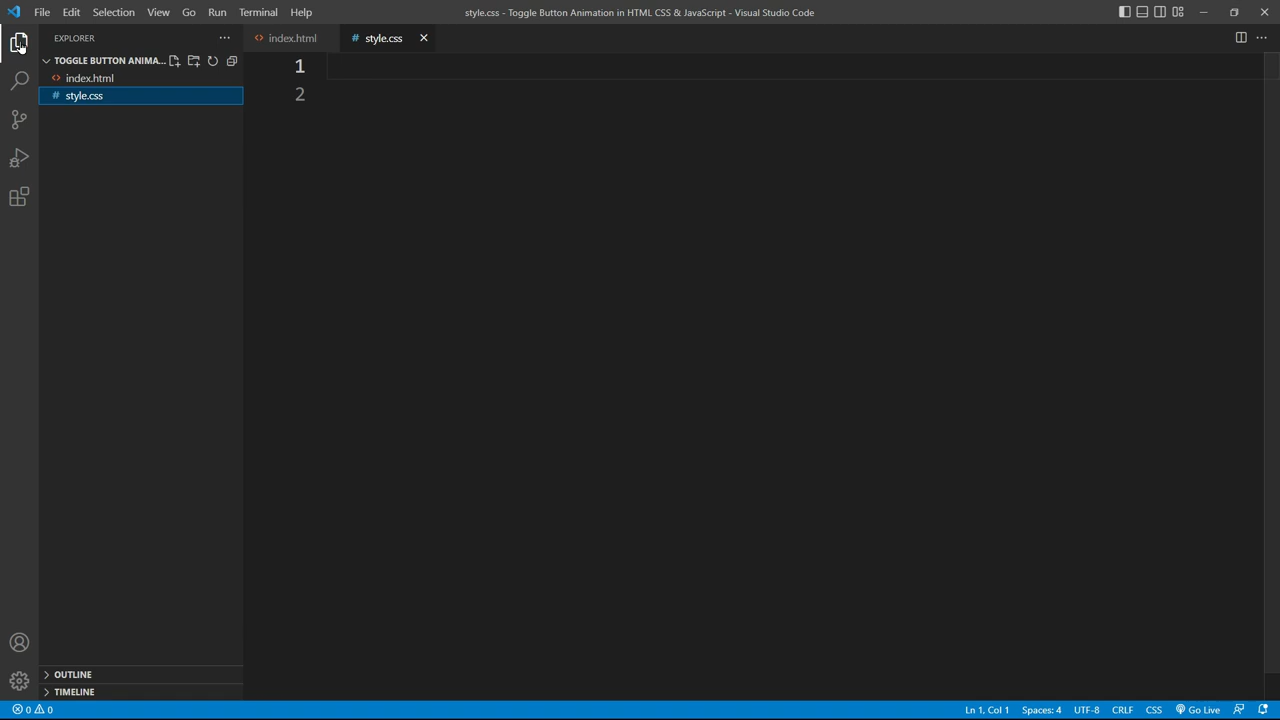 File Edit Selection View Go Run Terminal Help
style.css - Toggle Button Animation in HTML CSS & JavaScript - Visual Studio Code
EXPLORER
TOGGLE BUTTON ANIMA...
index.html
# style.css
OUTLINE
TIMELINE
index.html
# style.css
1
2
0 0
Ln 1, Col 1 Spaces: 4 UTF-8 CRLF CSS Go Live